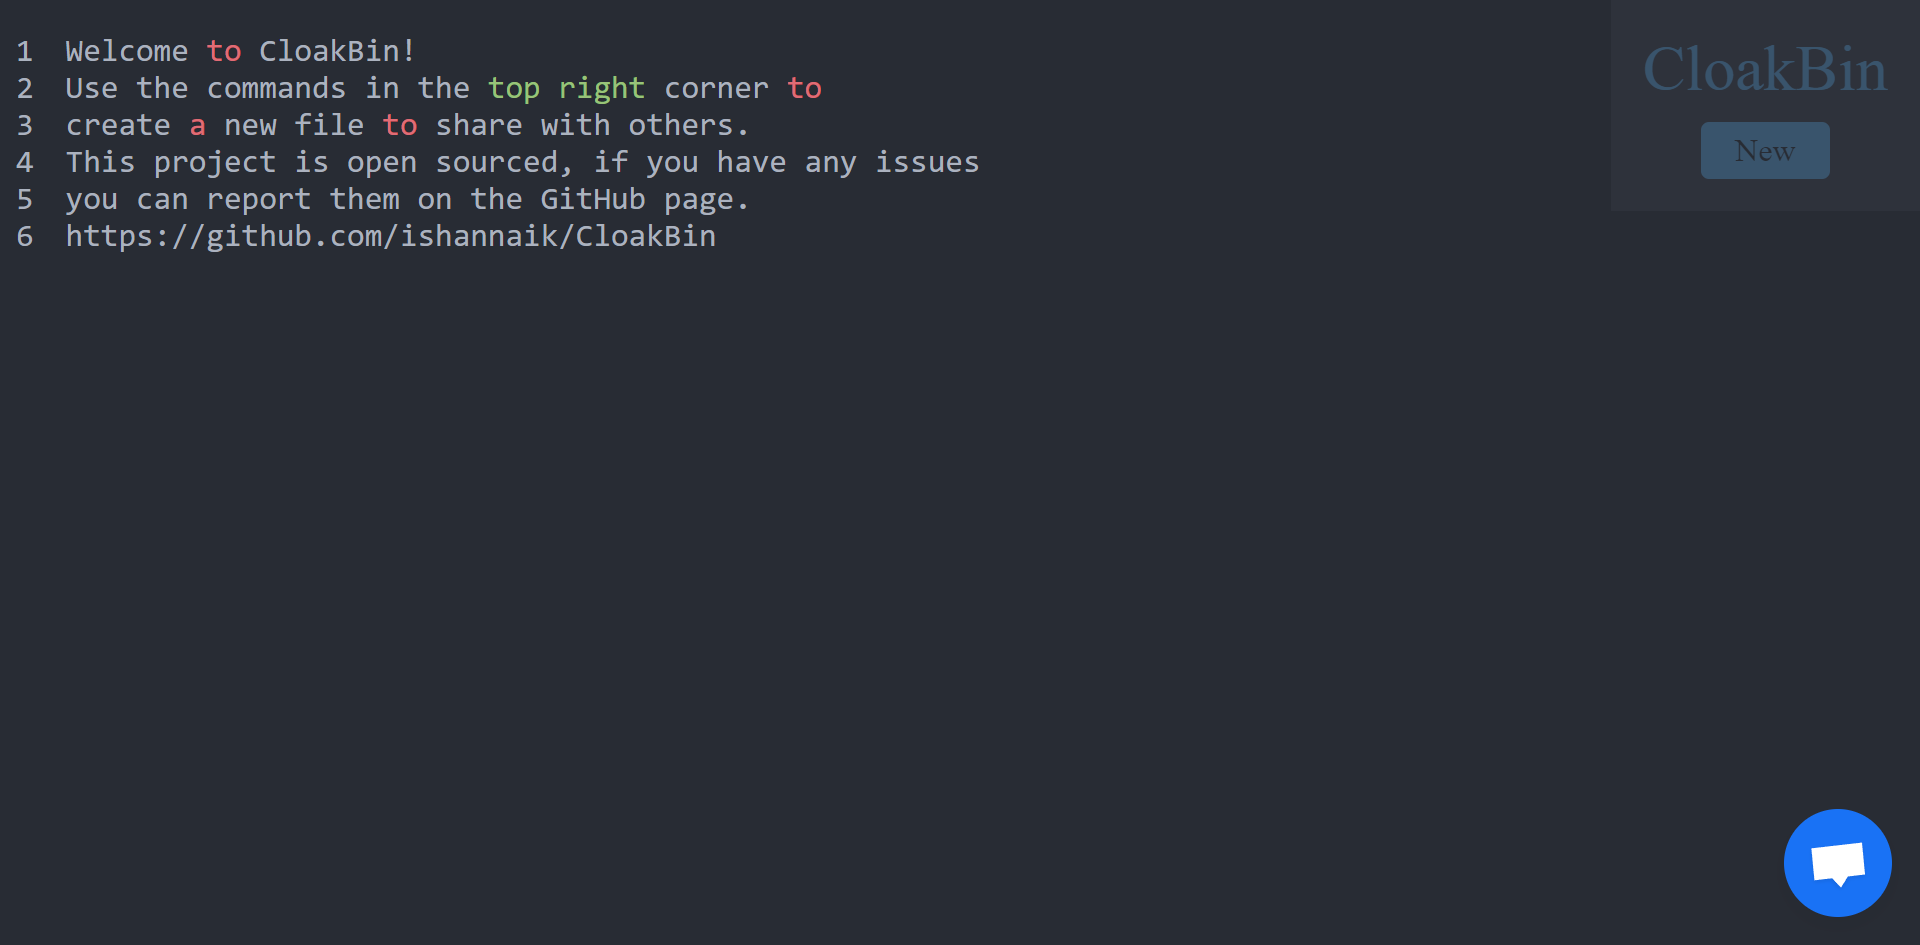 1 Welcome to CloakBin!
2 Use the commands in the top right corner to
3 create a new file to share with others.
4 This project is open sourced, if you have any issues
5 you can report them on the GitHub page.
6 https://github.com/ishannaik/CloakBin
CloakBin
New